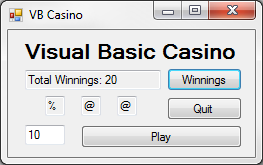 VB Casino
Visual Basic Casino
Total Winnings: 20
Winnings
% @ @
Quit
10
Play